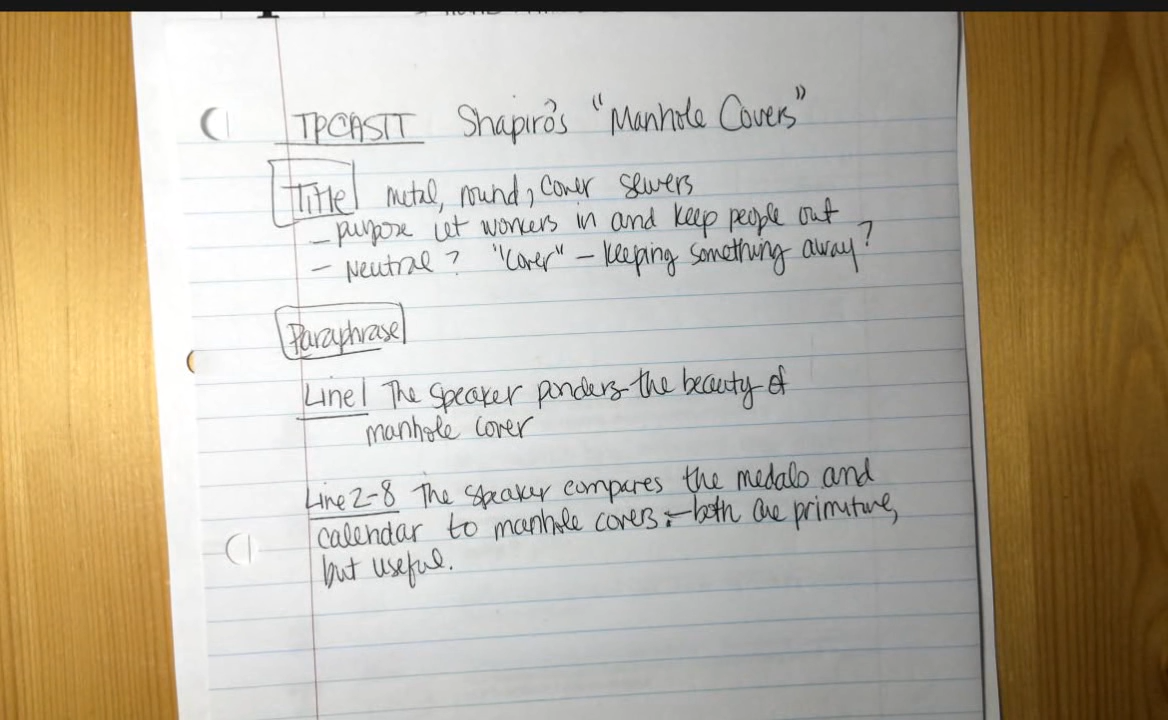 TPCASTT Shapiro's "Manhole Covers"
Title metal, round, cover sewers
- purpose let workers in and keep people out
- Neutral? "Cover" - keeping something away?
Paraphrase
Line 1 The speaker ponders the beauty of
manhole cover
Line 2-8 The speaker compares the medals and
calendar to manhole covers - both are primitive,
but useful.